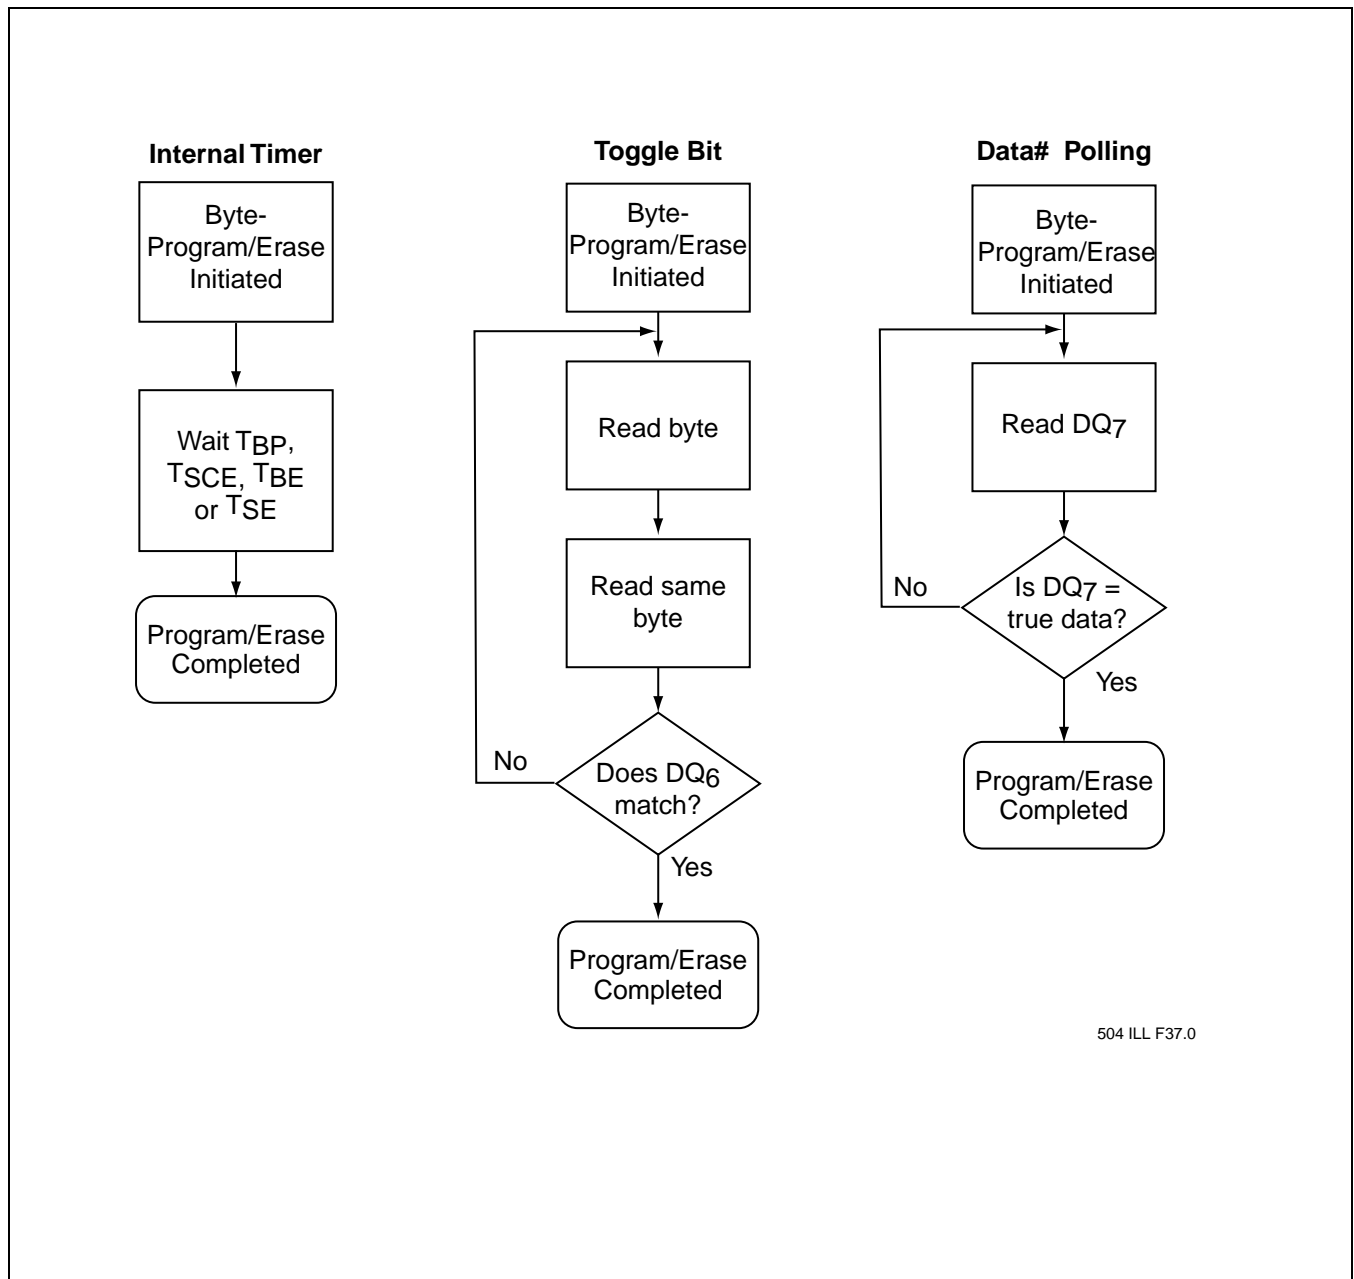 Internal Timer
Byte-
Program/Erase
Initiated
Wait TBP,
TSCE, TBE
or TSE
Program/Erase
Completed
Toggle Bit
Byte-
Program/Erase
Initiated
Read byte
Read same
byte
No
Does DQ6
match?
Yes
Program/Erase
Completed
Data# Polling
Byte-
Program/Erase
Initiated
Read DQ7
No
Is DQ7 =
true data?
Yes
Program/Erase
Completed
504 ILL F37.0